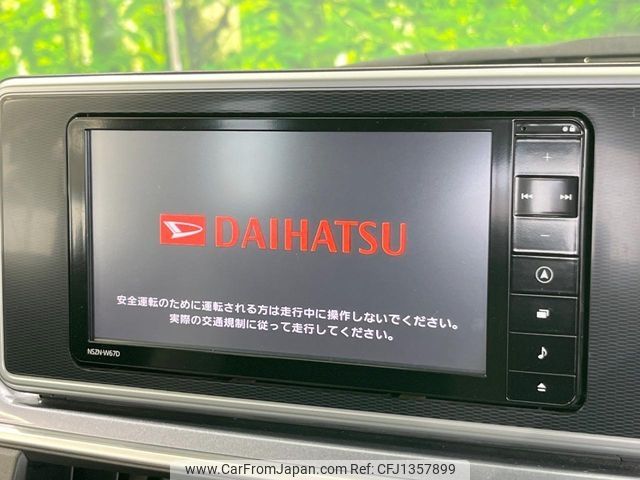 DAIHATSU
安全運転のために運転される方は走行中に操作しないでください。
実際の交通規制に従って走行してください。
NSZN-W67D
www.CarFromJapan.com | ©CarFromJapan | Ref CFJ1357899